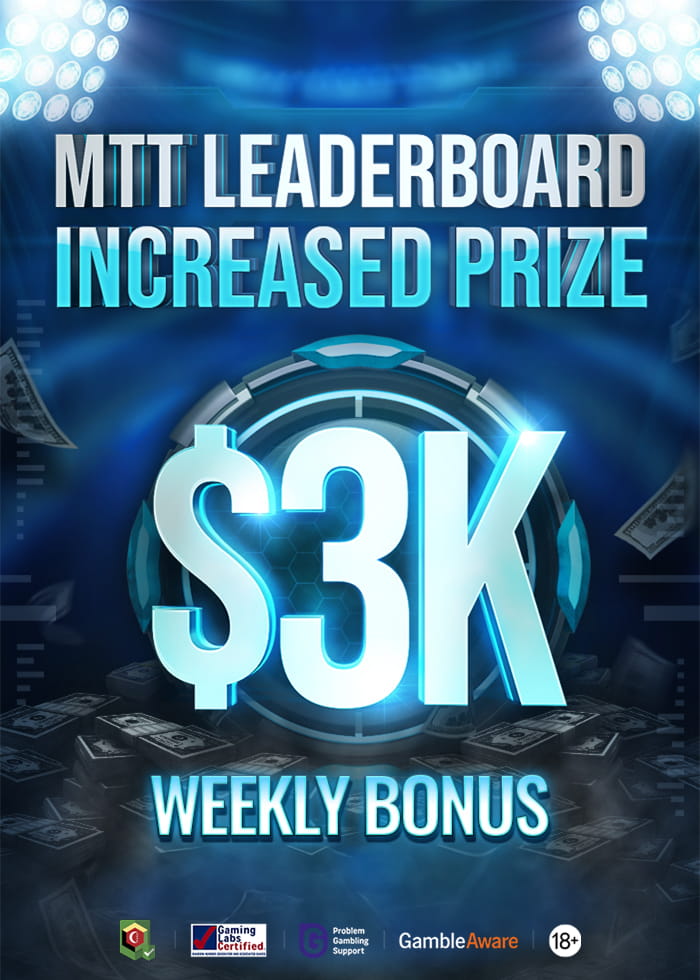 MTT LEADERBOARD
INCREASED PRIZE
$3K
WEEKLY BONUS
Gaming
Labs
Certified.
Problem
Gambling
Support
GambleAware
18+